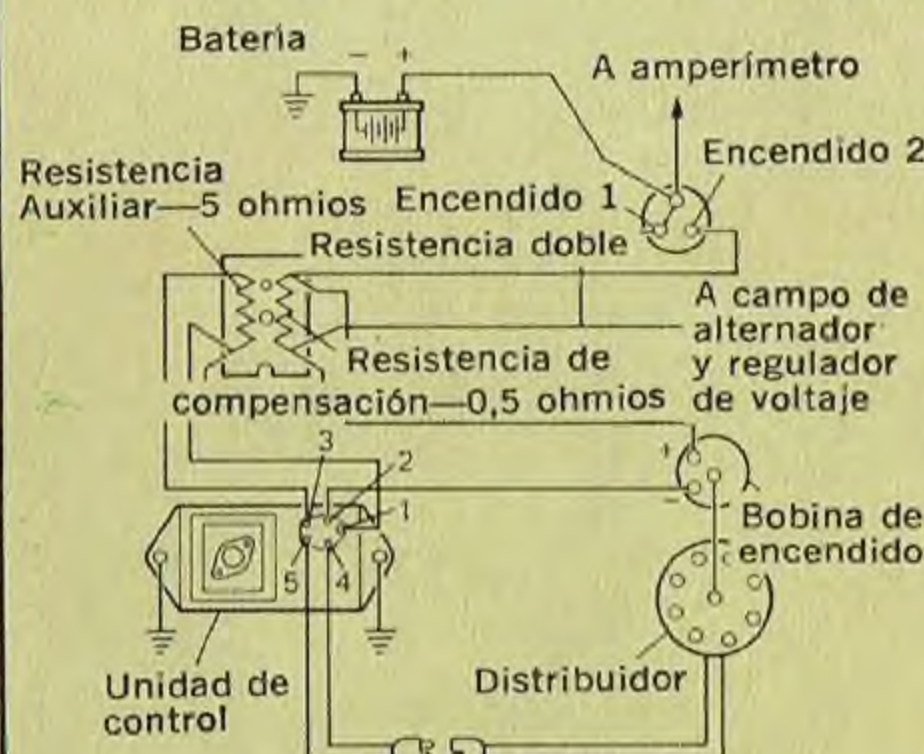 Batería
- +
A amperímetro
Encendido 2
Resistencia
Auxiliar—5 ohmios
Encendido 1
Resistencia doble
A campo de
alternador
y regulador
de voltaje
Resistencia de
compensación—0,5 ohmios
3
2
1
5
4
+
-
Bobina de
encendido
Unidad de
control
Distribuidor